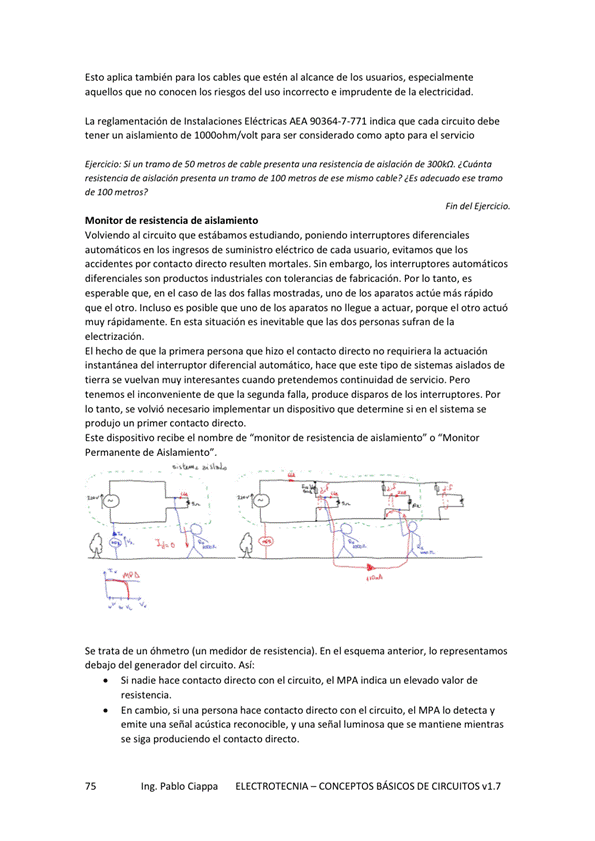 Esto aplica también para los cables que estén al alcance de los usuarios, especialmente
aquellos que no conocen los riesgos del uso incorrecto e imprudente de la electricidad.
La reglamentación de Instalaciones Eléctricas AEA 90364-7-771 indica que cada circuito debe
tener un aislamiento de 1000ohm/volt para ser considerado como apto para el servicio
Ejercicio: Si un tramo de 50 metros de cable presenta una resistencia de aislación de 300kΩ. ¿Cuánta
resistencia de aislación presenta un tramo de 100 metros de ese mismo cable? ¿Es adecuado ese tramo
de 100 metros?
Fin del Ejercicio.
Monitor de resistencia de aislamiento
Volviendo al circuito que estábamos estudiando, poniendo interruptores diferenciales
automáticos en los ingresos de suministro eléctrico de cada usuario, evitamos que los
accidentes por contacto directo resulten mortales. Sin embargo, los interruptores automáticos
diferenciales son productos industriales con tolerancias de fabricación. Por lo tanto, es
esperable que, en el caso de las dos fallas mostradas, uno de los aparatos actúe más rápido
que el otro. Incluso es posible que uno de los aparatos no llegue a actuar, porque el otro actuó
muy rápidamente. En esta situación es inevitable que las dos personas sufran de la
electrización.
El hecho de que la primera persona que hizo el contacto directo no requiriera la actuación
instantánea del interruptor diferencial automático, hace que este tipo de sistemas aislados de
tierra se vuelvan muy interesantes cuando pretendemos continuidad de servicio. Pero
tenemos el inconveniente de que la segunda falla, produce disparos de los interruptores. Por
lo tanto, se volvió necesario implementar un dispositivo que determine si en el sistema se
produjo un primer contacto directo.
Este dispositivo recibe el nombre de “monitor de resistencia de aislamiento” o “Monitor
Permanente de Aislamiento”.
sistema aislado
220V
220V
MPA
Se trata de un óhmetro (un medidor de resistencia). En el esquema anterior, lo representamos
debajo del generador del circuito. Así:
• Si nadie hace contacto directo con el circuito, el MPA indica un elevado valor de
resistencia.
• En cambio, si una persona hace contacto directo con el circuito, el MPA lo detecta y
emite una señal acústica reconocible, y una señal luminosa que se mantiene mientras
se siga produciendo el contacto directo.
75 Ing. Pablo Ciappa ELECTROTECNIA – CONCEPTOS BÁSICOS DE CIRCUITOS v1.7